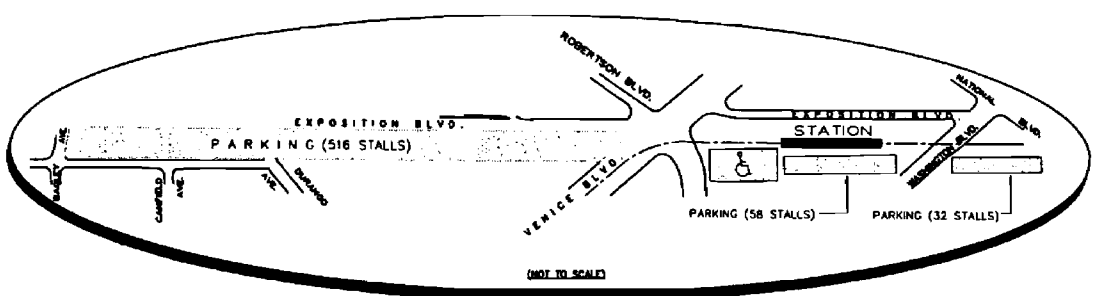 ROBERTSON BLVD.
NATIONAL
BLVD.
EXPOSITION BLVD.
EXPOSITION BLVD.
STATION
PARKING (516 STALLS)
WASHINGTON BLVD.
BAGLEY AVE.
CANFIELD AVE.
DURANGO AVE.
VENICE BLVD.
PARKING (58 STALLS)
PARKING (32 STALLS)
(NOT TO SCALE)